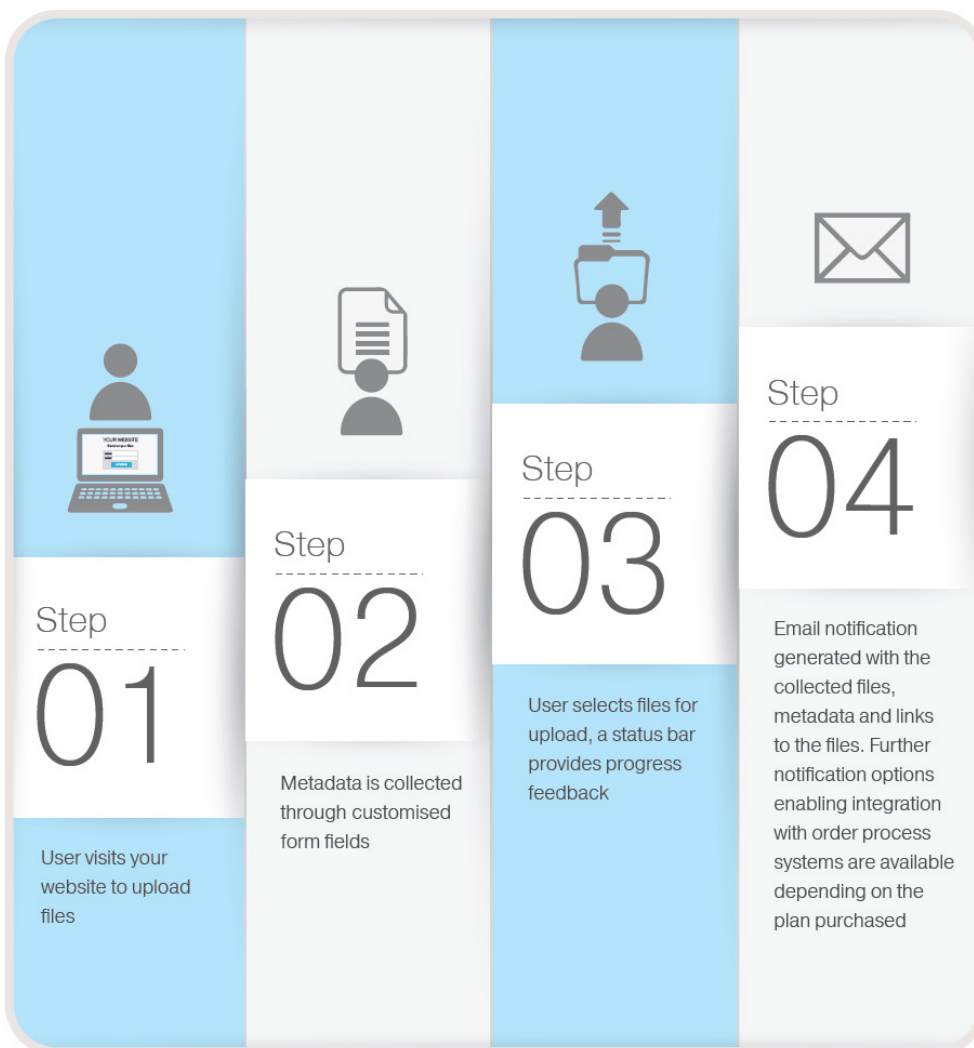 YOUR WEBSITE
Step
01
User visits your
website to upload
files
Step
02
Metadata is collected
through customised
form fields
Step
03
User selects files for
upload, a status bar
provides progress
feedback
Step
04
Email notification
generated with the
collected files,
metadata and links
to the files. Further
notification options
enabling integration
with order process
systems are available
depending on the
plan purchased